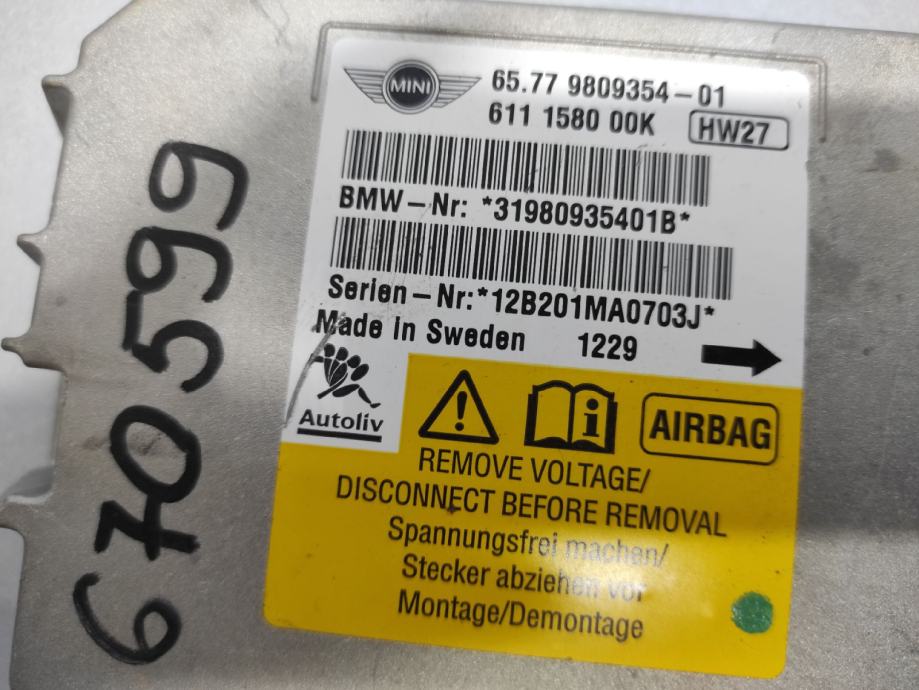 MINI
65.77 9809354-01
611 1580 00K
HW27
BMW-Nr: *31980935401B*
Serien-Nr:*12B201MA0703J*
Made in Sweden 1229
Autoliv
AIRBAG
REMOVE VOLTAGE/
DISCONNECT BEFORE REMOVAL
Spannungsfrei machen/
Stecker abziehen vor
Montage/Demontage
670599